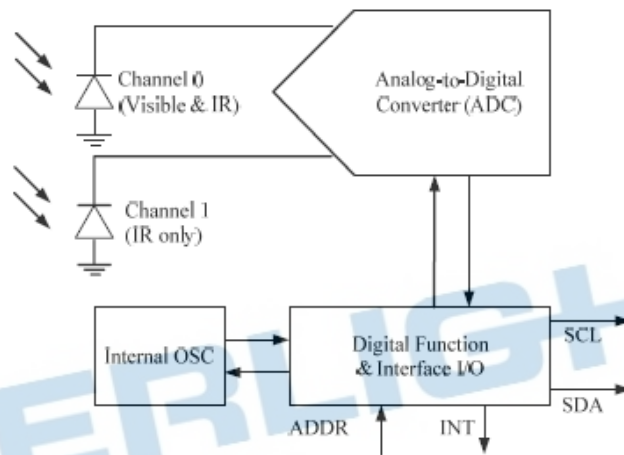 Channel 0
(Visible & IR)
Analog-to-Digital
Converter (ADC)
Channel 1
(IR only)
Internal OSC
Digital Function
& Interface I/O
SCL
SDA
ADDR
INT
ERLIGH